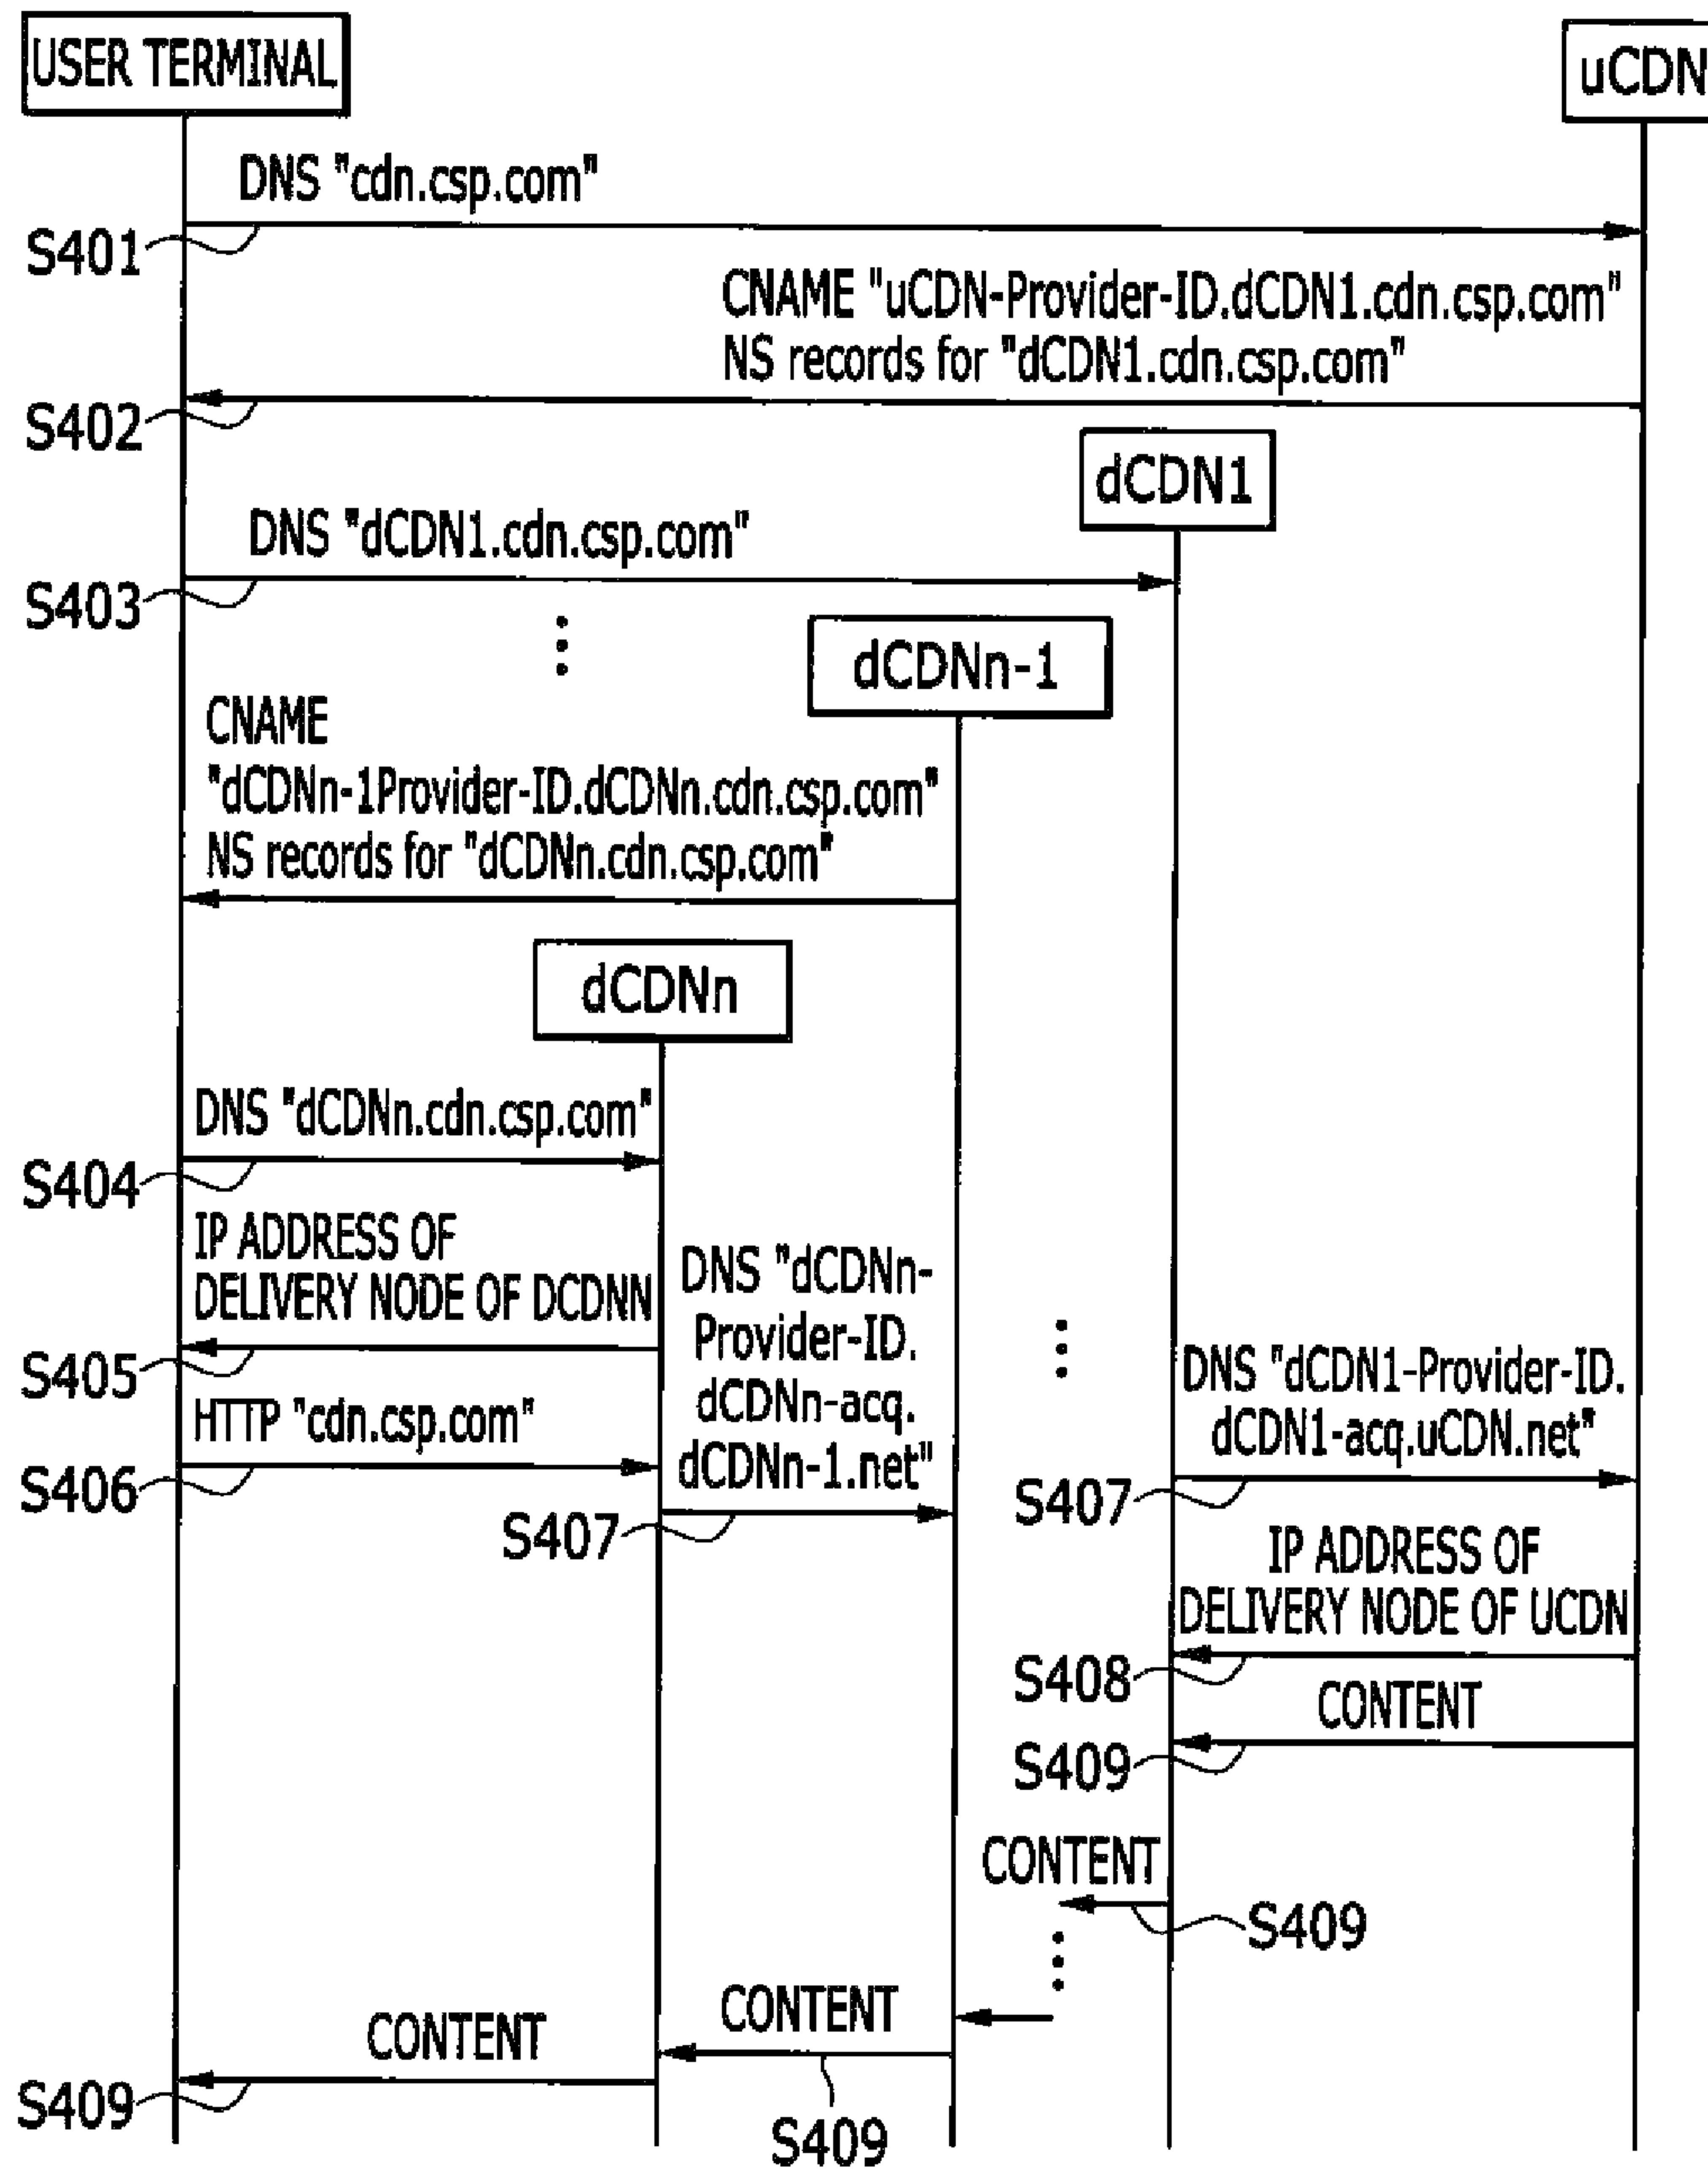 USER TERMINAL
uCDN
DNS "cdn.csp.com"
S401
CNAME "uCDN-Provider-ID.dCDN1.cdn.csp.com"
NS records for "dCDN1.cdn.csp.com"
S402
dCDN1
DNS "dCDN1.cdn.csp.com"
S403
dCDNn-1
CNAME
"dCDNn-1Provider-ID.dCDNn.cdn.csp.com"
NS records for "dCDNn.cdn.csp.com"
dCDNn
DNS "dCDNn.cdn.csp.com"
S404
IP ADDRESS OF
DELIVERY NODE OF DCDNN
S405
HTTP "cdn.csp.com"
S406
DNS "dCDNn-
Provider-ID.
dCDNn-acq.
dCDNn-1.net"
S407
DNS "dCDN1-Provider-ID.
dCDN1-acq.uCDN.net"
S407
IP ADDRESS OF
DELIVERY NODE OF UCDN
S408
CONTENT
S409
CONTENT
S409
CONTENT
S409
CONTENT
S409